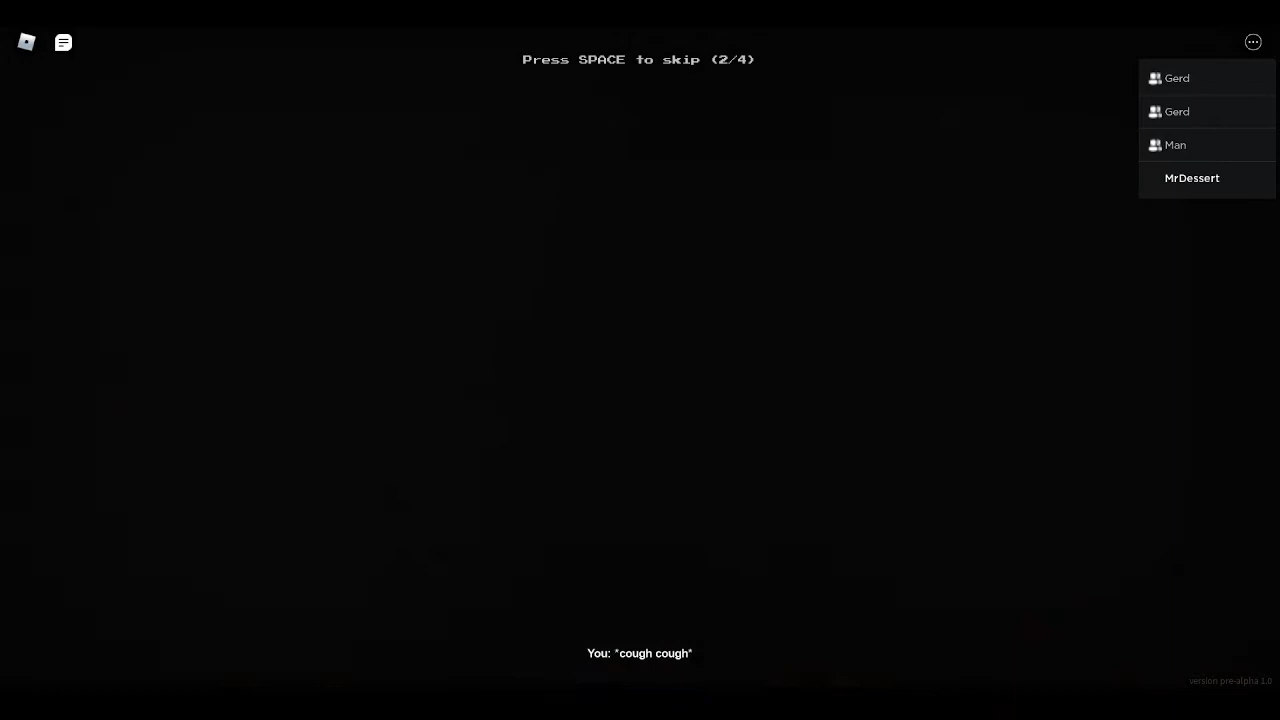 Press SPACE to skip (2/4)
Gerd
Gerd
Man
MrDessert
You: *cough cough*
version pre-alpha 1.0